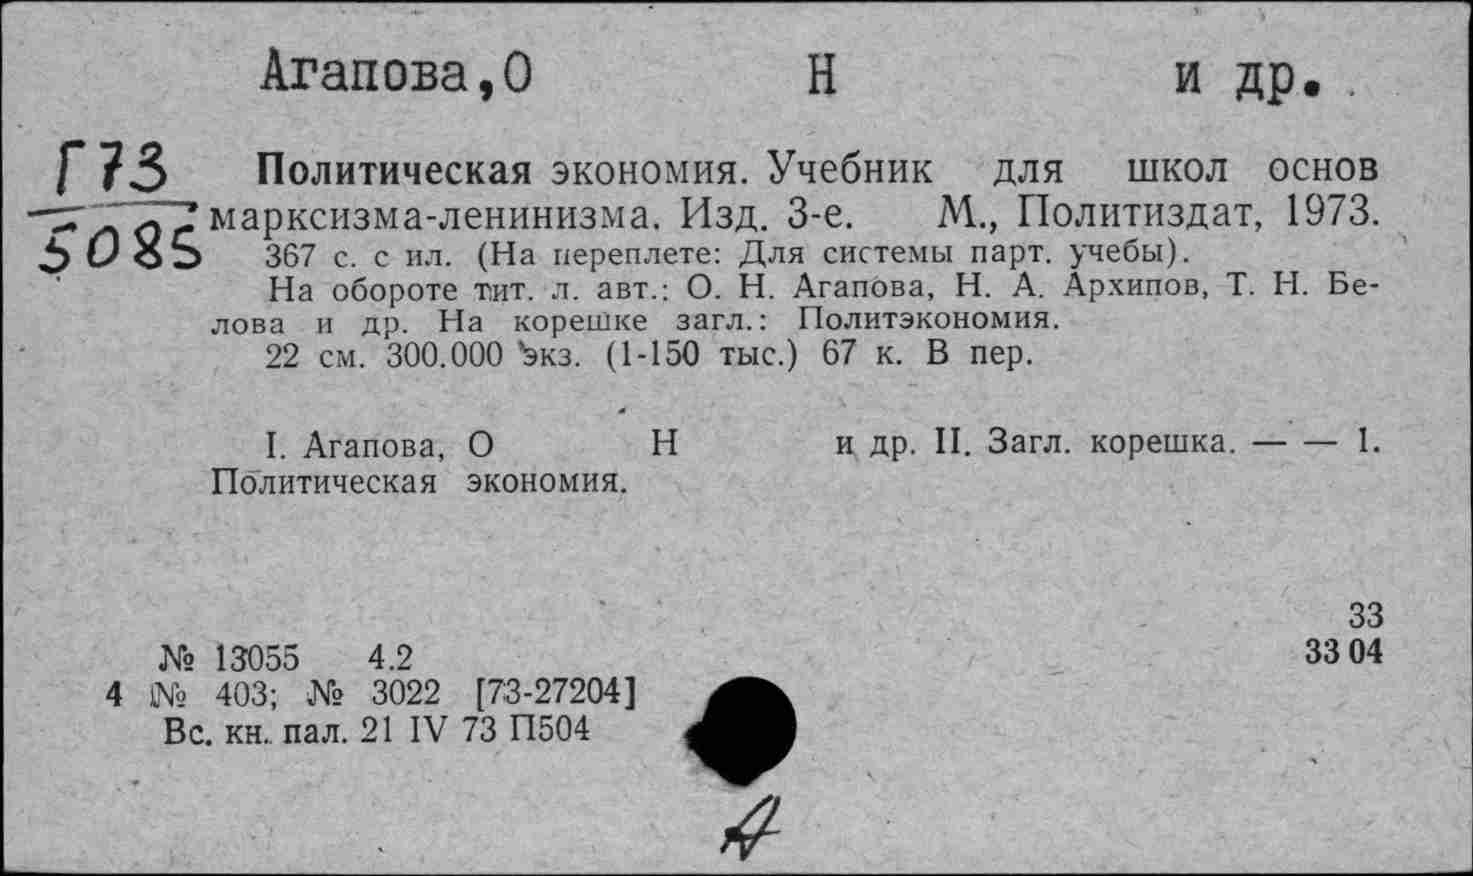 Агапова,О Н и др.
Г73
5085
Политическая экономия. Учебник для школ основ
марксизма-ленинизма. Изд. 3-е. М., Политиздат, 1973.
367 с. с ил. (На переплете: Для системы парт. учебы).
На обороте тит. л. авт.: О. Н. Агапова, Н. А. Архипов, Т. Н. Бе-
лова и др. На корешке загл.: Политэкономия.
22 см. 300.000 экз. (1-150 тыс.) 67 к. В пер.
I. Агапова, О Н и др. II. Загл. корешка. — — 1.
Политическая экономия.
33
33 04
№ 13055 4.2
4 № 403; № 3022 [73-27204]
Вс. кн. пал. 21 IV 73 П504